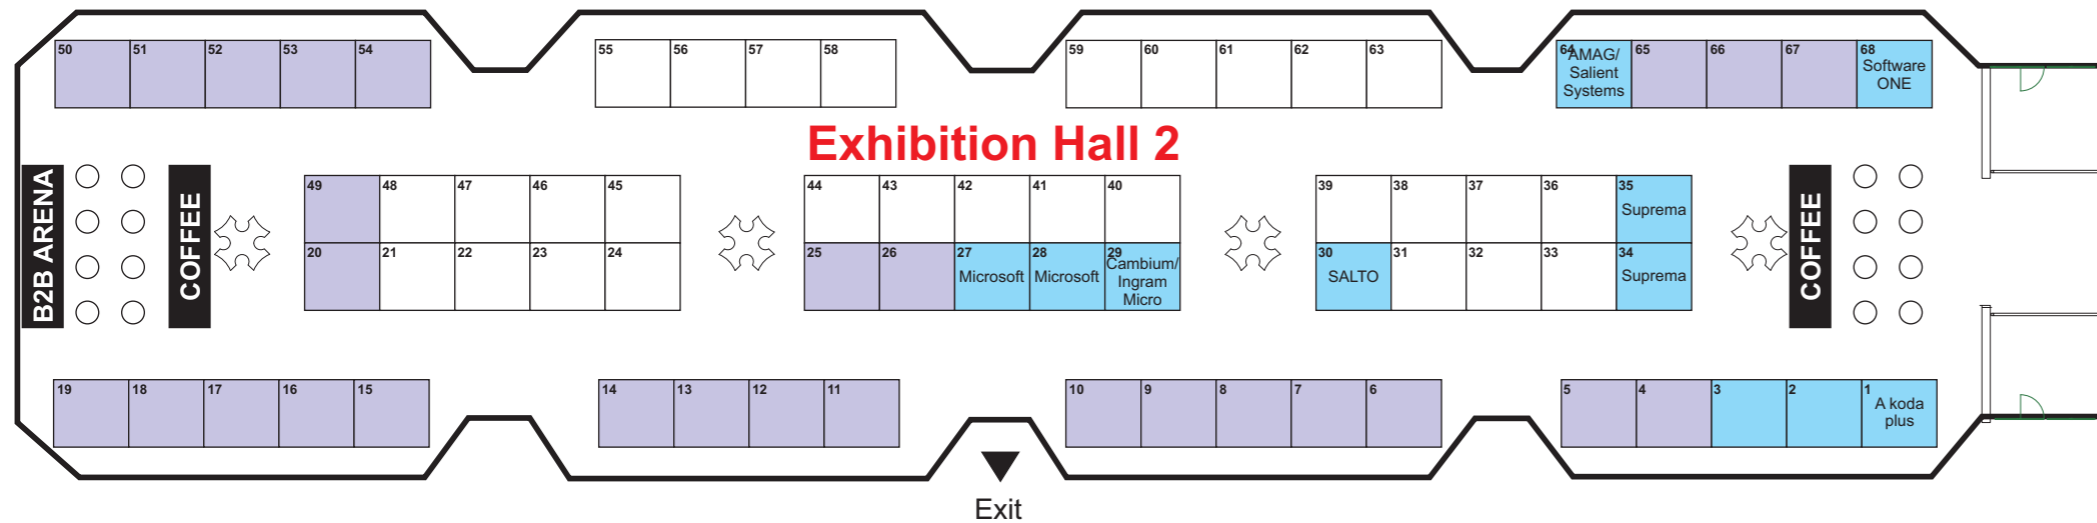 50 51 52 53 54 55 56 57 58 59 60 61 62 63 64 65 66 67 68
AMAG/
Salient
Systems
Software
ONE
Exhibition Hall 2
B2B ARENA
COFFEE
49 48 47 46 45 44 43 42 41 40 39 38 37 36 35
Suprema
COFFEE
20 21 22 23 24 25 26 27 28 29 30 31 32 33 34
Microsoft
Microsoft
Cambium/
Ingram
Micro
SALTO
Suprema
19 18 17 16 15 14 13 12 11 10 9 8 7 6 5 4 3 2 1
A koda
plus
Exit